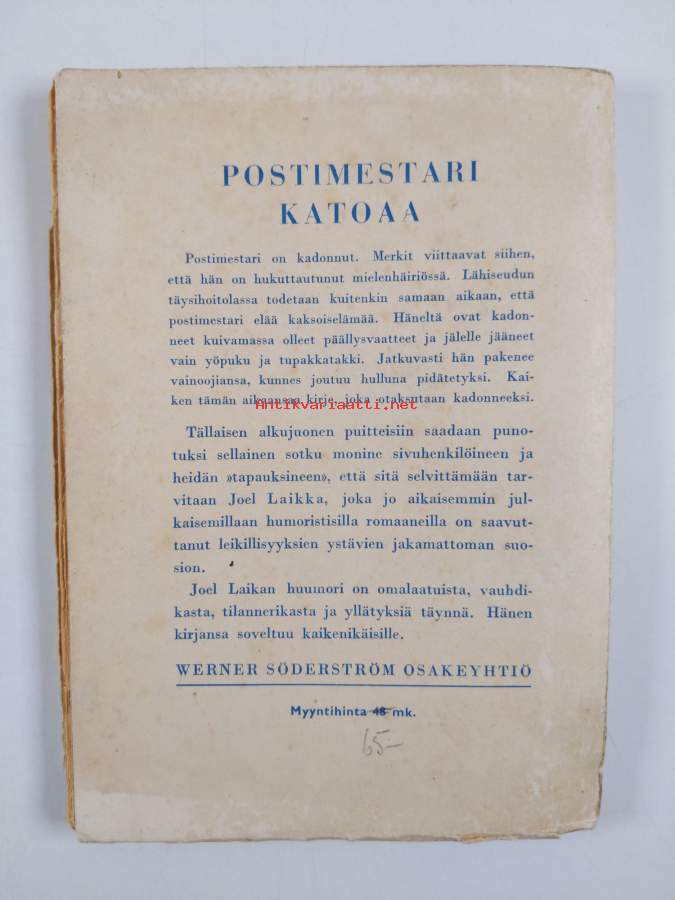 POSTIMESTARI
KATOAA
Postimestari on kadonnut. Merkit viittaavat siihen,
että hän on hukuttautunut mielenhäiriössä. Lähiseudun
täysihoitolassa todetaan kuitenkin samaan aikaan, että
postimestari elää kaksoiselämää. Häneltä ovat kadon-
neet kuivamassa olleet päällysvaatteet ja jälelle jääneet
vain yöpuku ja tupakkatakki. Jatkuvasti hän pakenee
vainoojiansa, kunnes joutuu hulluna pidätetyksi. Kai-
ken tämän aikaansaa kirje, joka otaksutaan kadonneeksi.
Antikvariaatti.net
Tällaisen alkujuonen puitteisiin saadaan puno-
tuksi sellainen sotku monine sivuhenkilöineen ja
heidän »tapauksineen», että sitä selvittämään tar-
vitaan Joel Laikka, joka jo aikaisemmin jul-
kaisemillaan humoristisilla romaaneilla on saavut-
tanut leikillisyyksien ystävien jakamattoman suo-
sion.
Joel Laikan huumori on omalaatuista, vauhdi-
kasta, tilannerikasta ja yllätyksiä täynnä. Hänen
kirjansa soveltuu kaikenikäisille.
WERNER SÖDERSTRÖM OSAKEYHTIÖ
Myyntihinta 48 mk.
65-